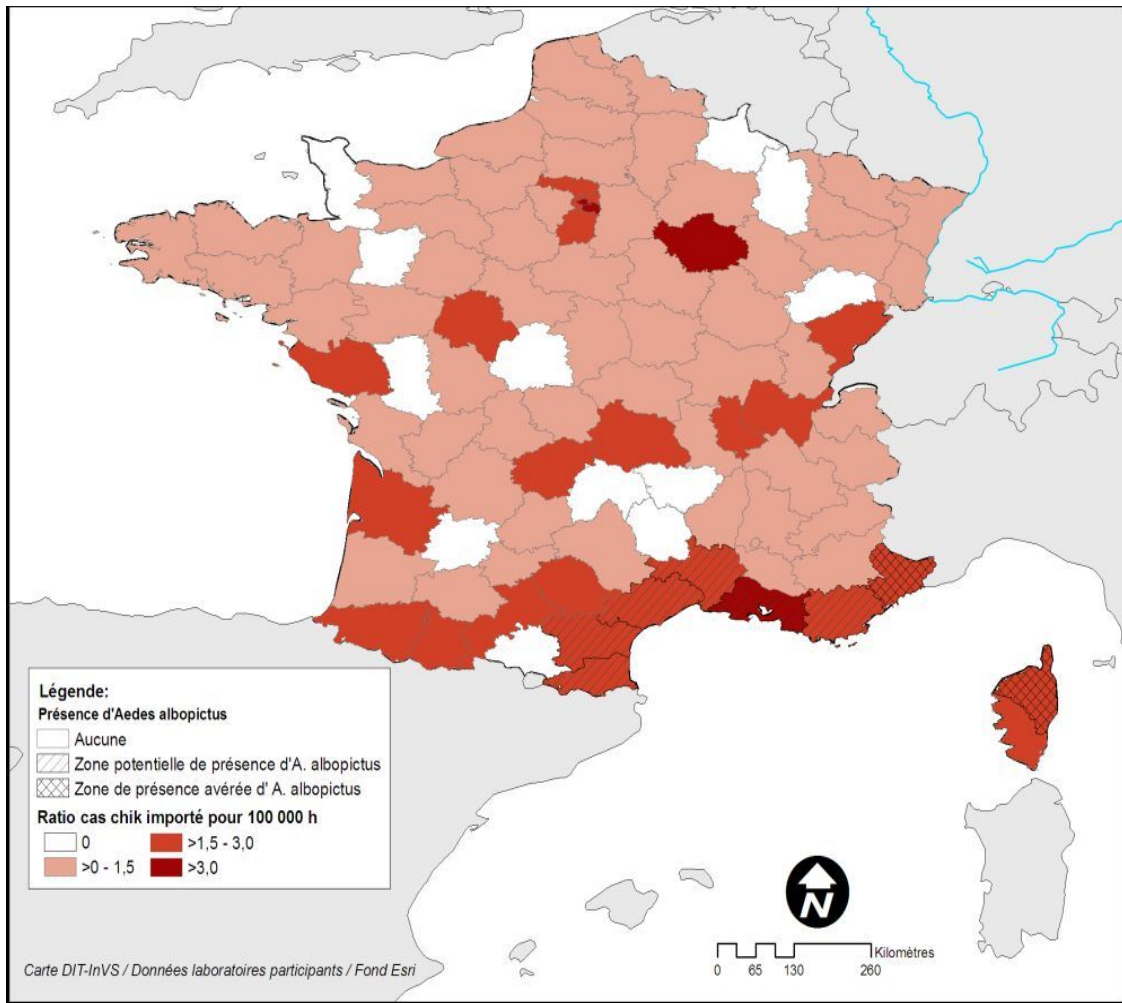 Légende:
Présence d'Aedes albopictus
Aucune
Zone potentielle de présence d'A. albopictus
Zone de présence avérée d' A. albopictus
Ratio cas chik importé pour 100 000 h
0
>1,5 - 3,0
>0 - 1,5
>3,0
N
Kilomètres
0 65 130 260
Carte DIT-InVS / Données laboratoires participants / Fond Esri